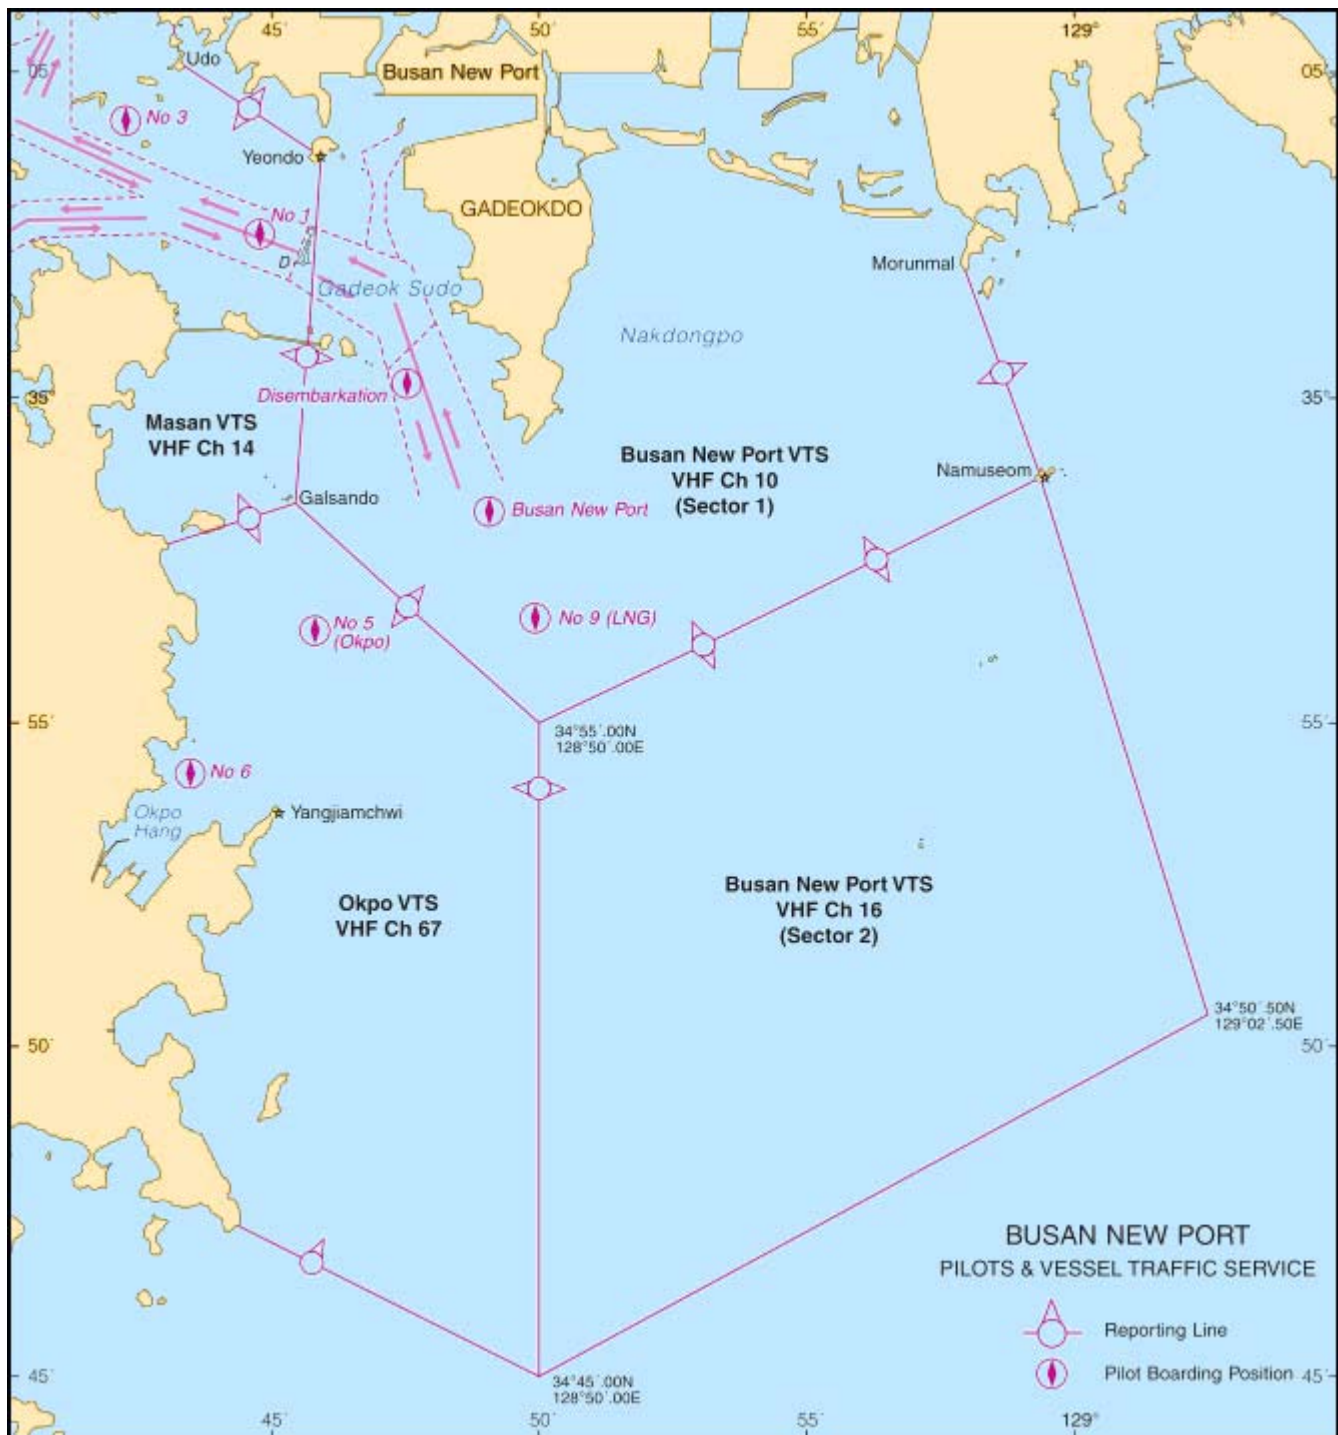 45´
50´
55´
129°
Udo
05´
Busan New Port
05´
No 3
Yeondo
GADEOKDO
No 1
D
Morunmal
Gadeok Sudo
Nakdongpo
Disembarkation
35°
35°
Masan VTS
VHF Ch 14
Busan New Port VTS
VHF Ch 10
(Sector 1)
Namuseom
Galsando
Busan New Port
No 5
(Okpo)
No 9 (LNG)
55´
34°55´.00N
128°50´.00E
55´
No 6
Okpo
Hang
Yangjiamchwi
Okpo VTS
VHF Ch 67
Busan New Port VTS
VHF Ch 16
(Sector 2)
34°50´.50N
129°02´.50E
50´
50´
BUSAN NEW PORT
PILOTS & VESSEL TRAFFIC SERVICE
Reporting Line
Pilot Boarding Position
45´
34°45´.00N
128°50´.00E
45´
45´
50´
55´
129°